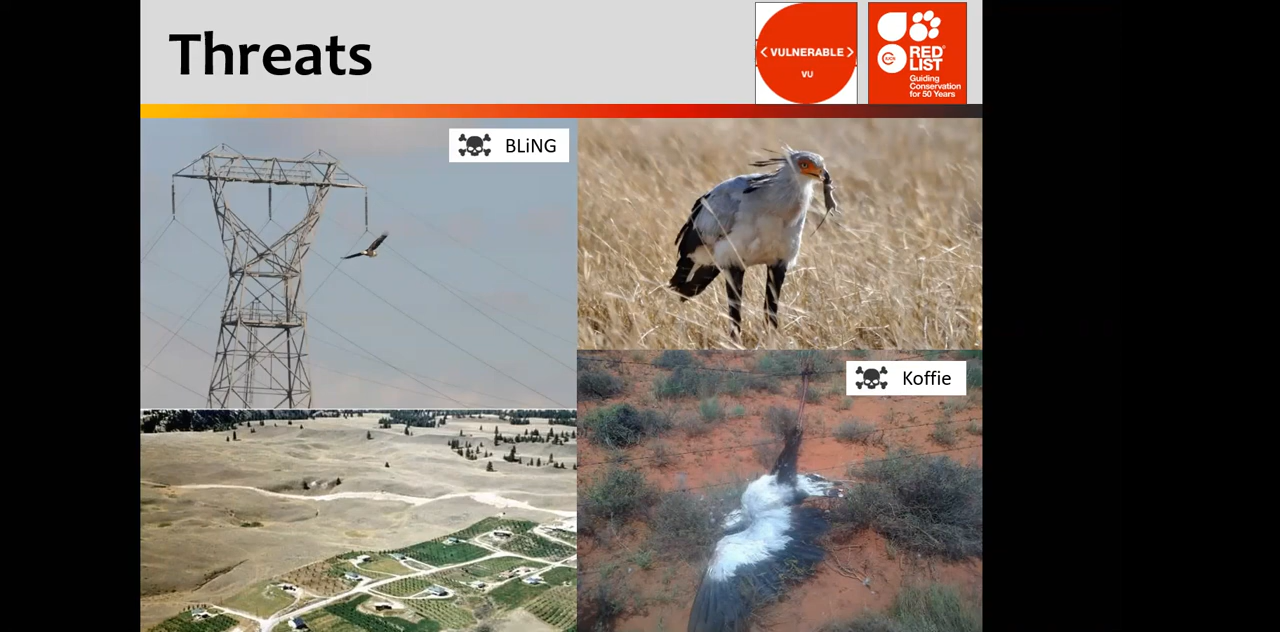 Threats
< VULNERABLE >
VU
RED
LIST
Guiding
Conservation
for 50 Years
BLiNG
Koffie